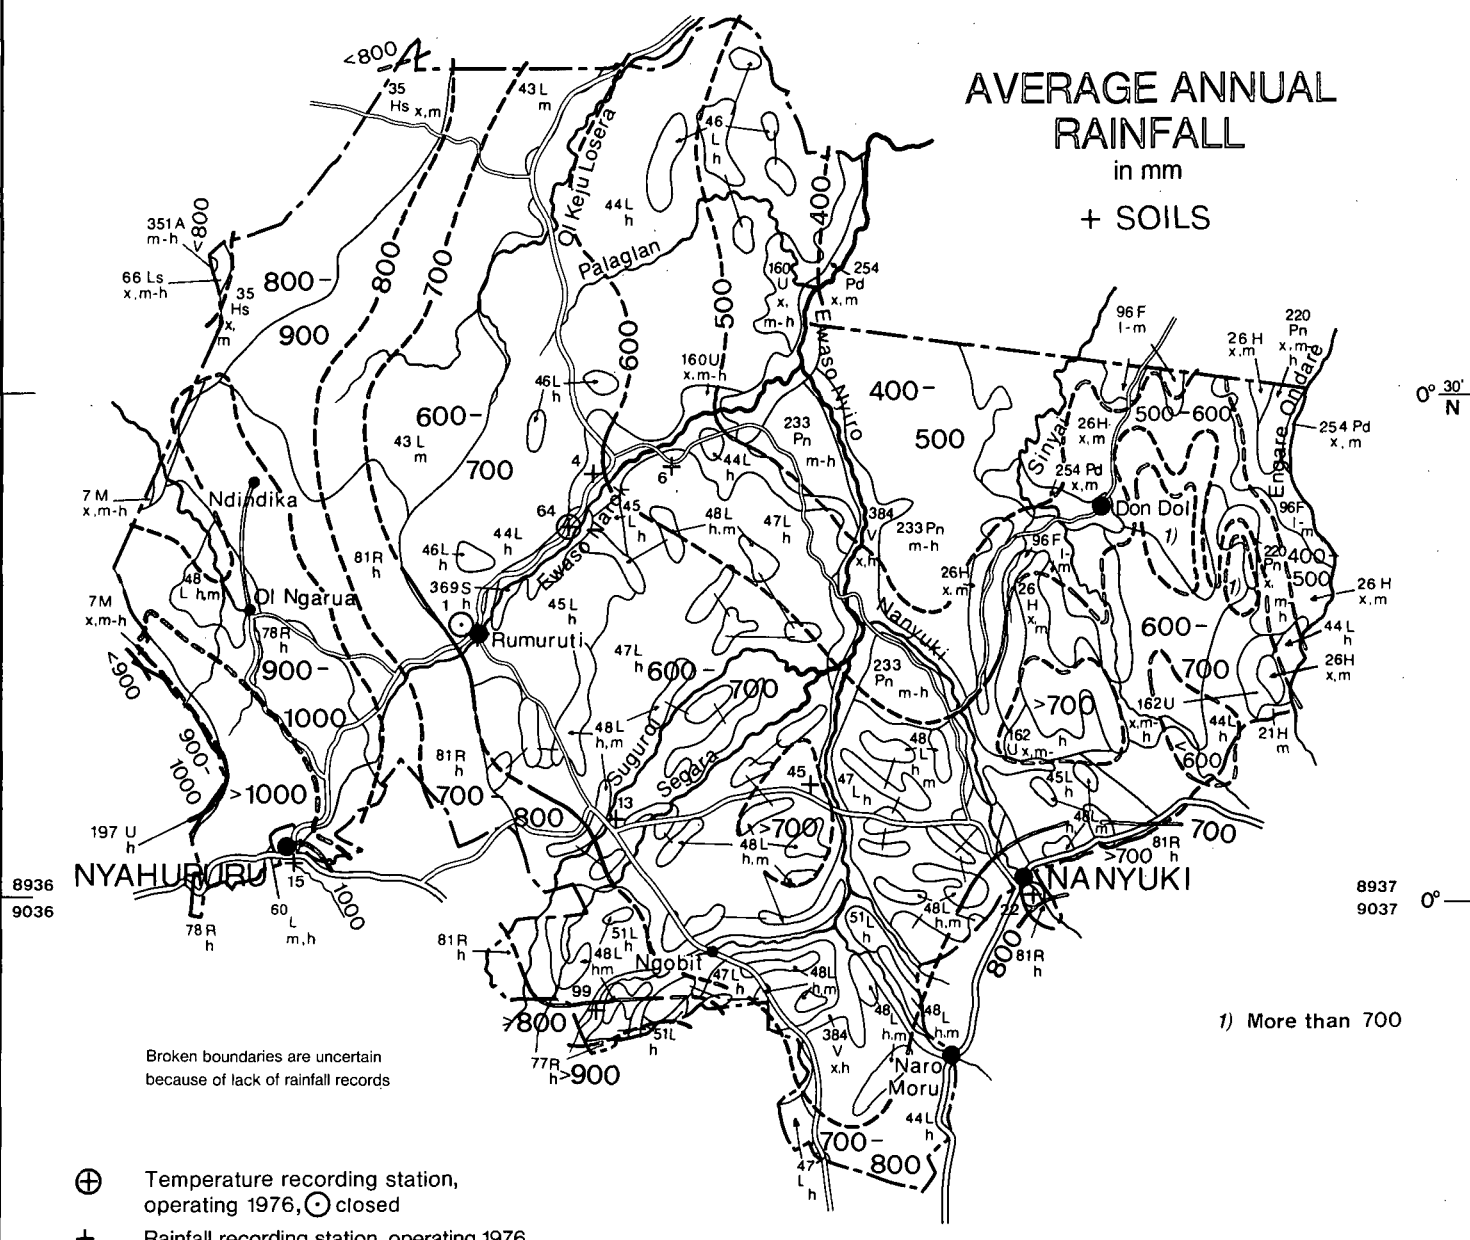 AVERAGE ANNUAL
RAINFALL
in mm
+ SOILS
<800
35
Hs x,m
43 L
m
46
L
h
Ol Keju Losera
44 L
h
400
351 A
m-h
<800
66 Ls
x,m-h
35
Hs
x,
m
800-
900
800
700
Palaglan
500
160
U
x,
m-h
254
Pd
x,m
600
Ewaso Nyiro
96 F
l-m
26 H
x,m
220
Pn
x,m-
h
Engare Ondare
0° 30'
N
160 U
x,m-h
400-
500
46 L
h
600-
700
43 L
m
233
Pn
m-h
26H
x,m
500-600
Sinyai
254 Pd
x,m
254 Pd
x,m
4
6
44 L
h
7 M
x,m-h
Ndindika
64
45
L
h
48 L
h,m
47 L
h
384
V
x,h
233 Pn
m-h
Don Dol
1)
96F
l-
m
96 F
l-
m
44 L
h
46 L
h
Ewaso Narok
81 R
h
48
L h,m
Ol Ngarua
369 S
h
1
45 L
h
26 H
x,m
26
H
x,m
220
Pn
x,
m-
h
1)
400-
500
26 H
x,m
7 M
x,m-h
78 R
h
Rumuruti
Nanyuki
44 L
h
26H
x,m
<900
900-
1000
47 L
h
600-
700
233
Pn
m-h
600-
700
>700
162 U
x,m-
h
44 L
h
21 H
m
900-
1000
48 L
h,m
Suguroi
Segara
48
L
h,
m
162
U x,m-
h
<
600
81 R
h
>1000
700-
800
13
45
47
L h
45 L
h
197 U
h
>700
48 L
h,m
48 L
h, m
81 R
h
>700
700
NYAHURURU
15
NANYUKI
22
8936
9036
8937
9037
0°
60
L
m,h
1000
78 R
h
81 R
h
51 L
h
48 L
hm
Ngobit
47 L
h
48 L
h,m
51 L
h
48 L
h,m
800
81 R
h
99
>800
51 L
h
77 R
h
>900
384
V
x,h
48
L
h,m
48
L
h,m
Naro
Moru
44 L
h
700-
800
47
L h
1) More than 700
Broken boundaries are uncertain
because of lack of rainfall records
Temperature recording station,
operating 1976, closed
Rainfall recording station, operating 1976